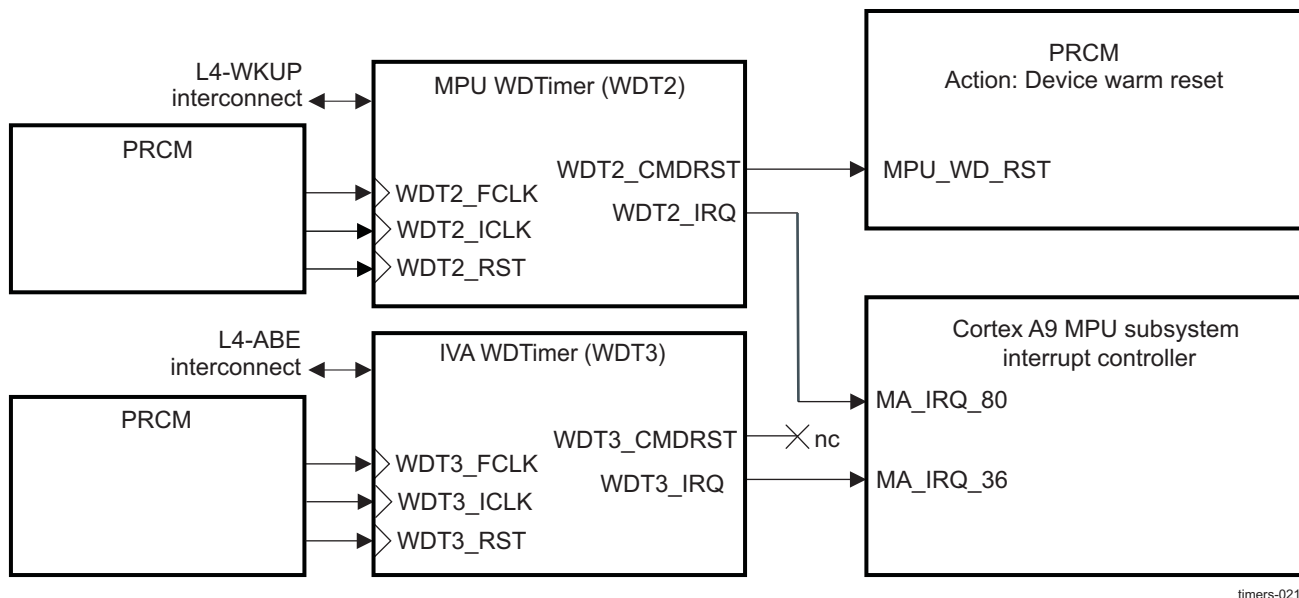 L4-WKUP
interconnect
PRCM
MPU WDTimer (WDT2)
WDT2_FCLK
WDT2_ICLK
WDT2_RST
WDT2_CMDRST
WDT2_IRQ
PRCM
Action: Device warm reset
MPU_WD_RST
L4-ABE
interconnect
PRCM
IVA WDTimer (WDT3)
WDT3_FCLK
WDT3_ICLK
WDT3_RST
WDT3_CMDRST
nc
WDT3_IRQ
Cortex A9 MPU subsystem
interrupt controller
MA_IRQ_80
MA_IRQ_36
timers-021